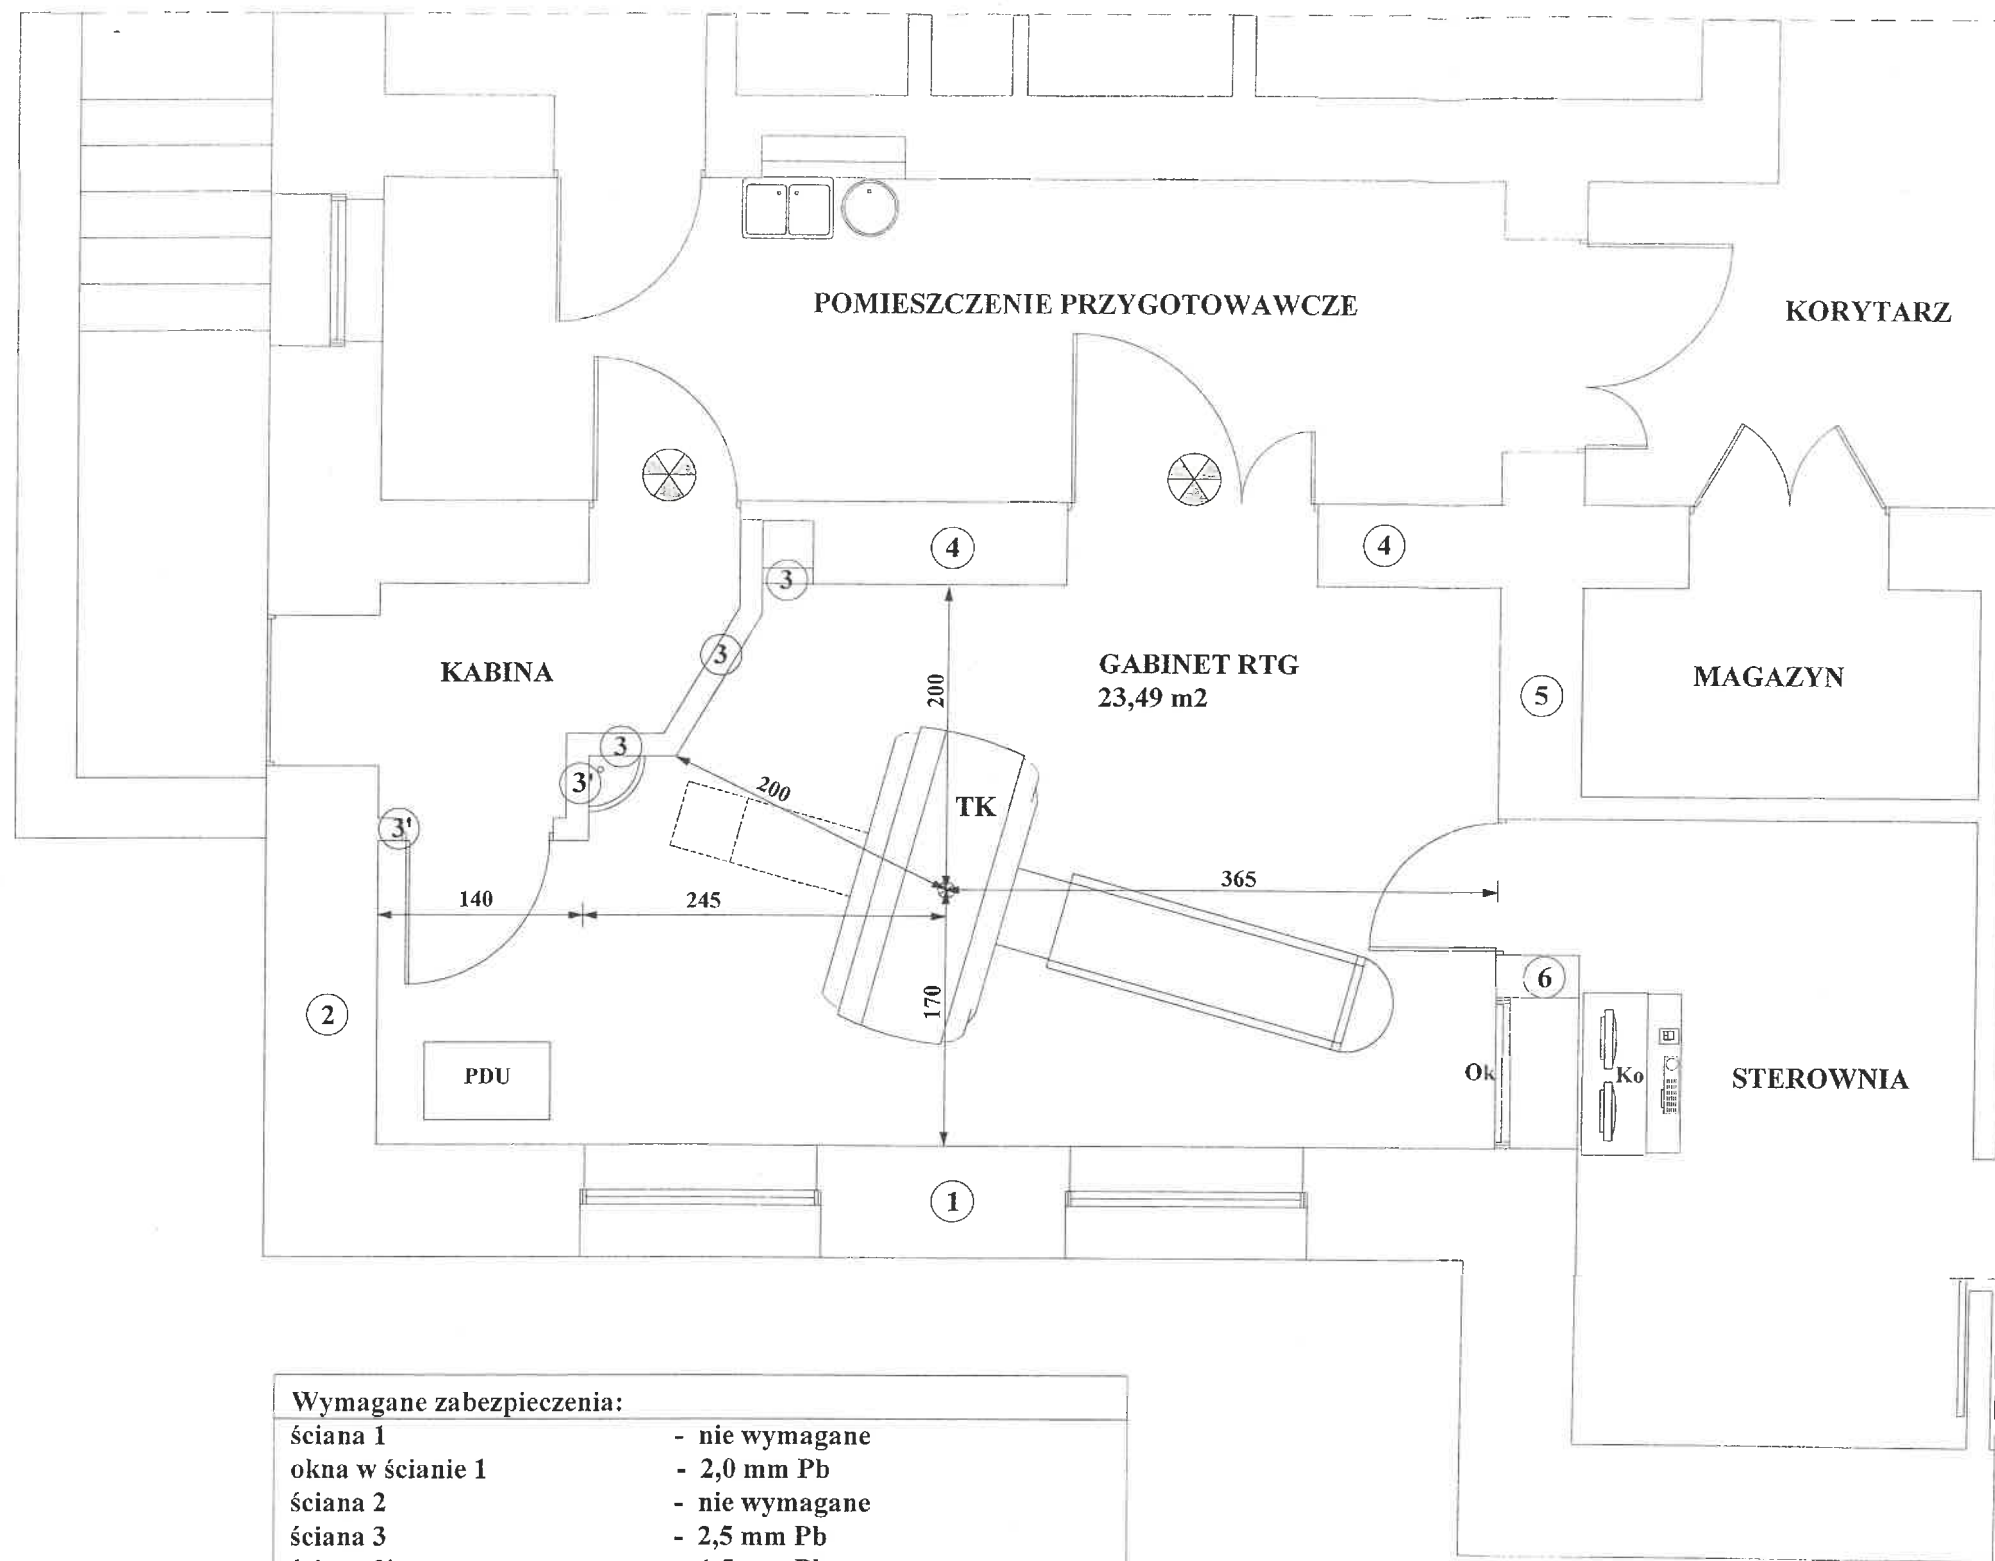 POMIESZCZENIE PRZYGOTOWAWCZE
KORYTARZ
4
4
3
3
KABINA
GABINET RTG
23,49 m2
MAGAZYN
5
200
3
3'
200
TK
3'
140
245
365
2
170
6
PDU
Ok
Ko
STEROWNIA
1
Wymagane zabezpieczenia:
ściana 1 - nie wymagane
okna w ścianie 1 - 2,0 mm Pb
ściana 2 - nie wymagane
ściana 3 - 2,5 mm Pb